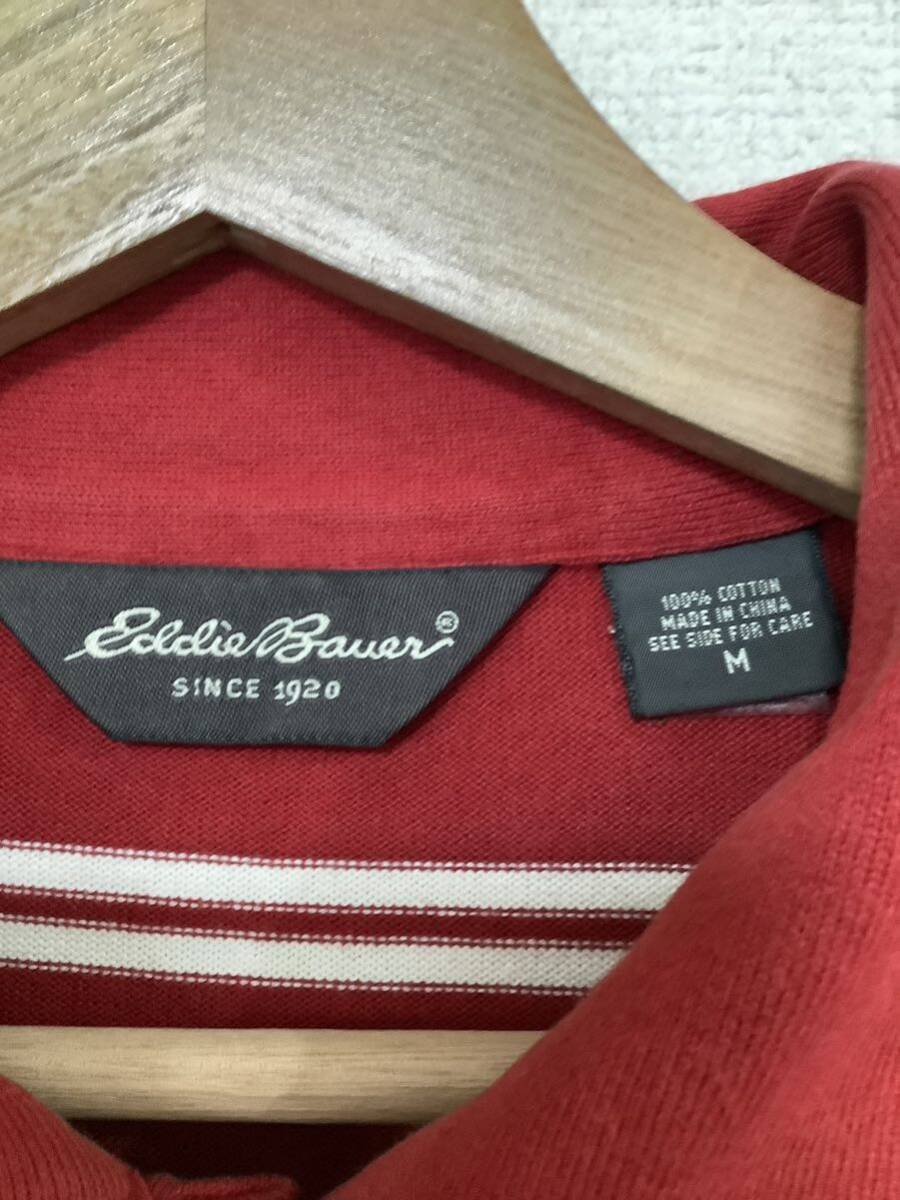 Eddie Bauer®
SINCE 1920
100% COTTON
MADE IN CHINA
SEE SIDE FOR CARE
M